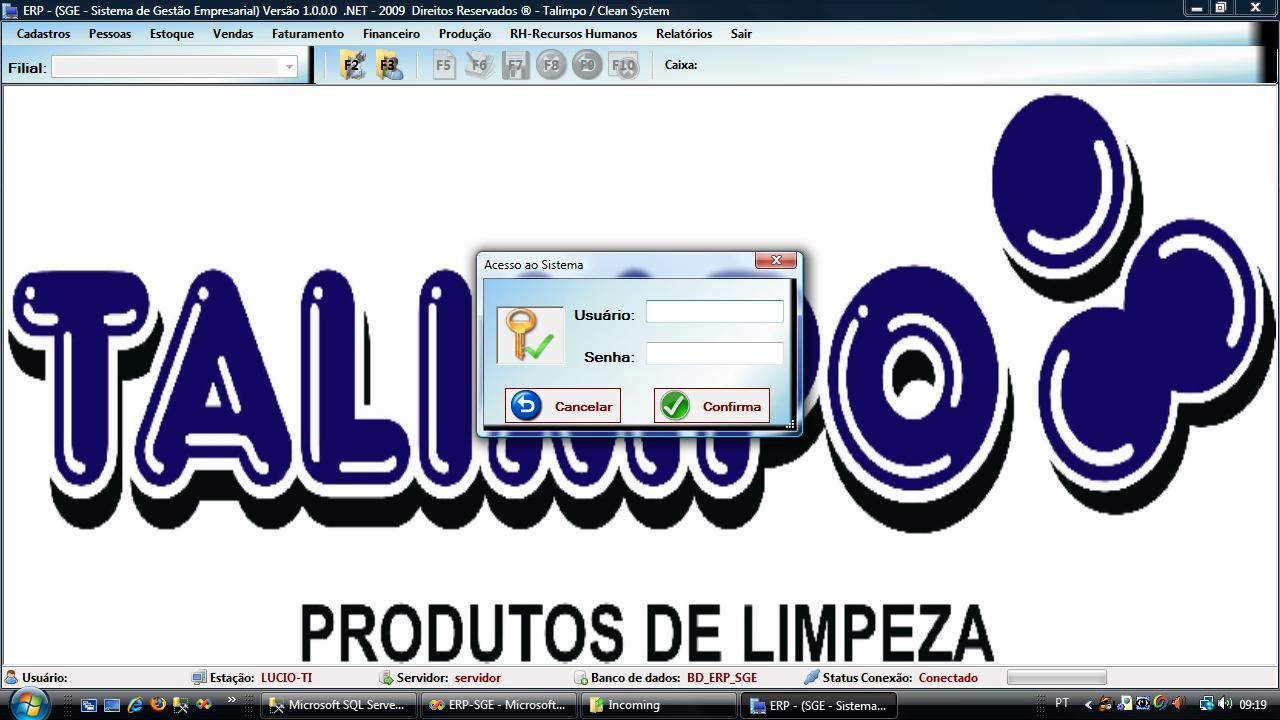 ERP - (SGE - Sistema de Gestão Empresarial) Versão 1.0.0.0 .NET - 2009 Direitos Reservados ® - Talimpo / Clean System
Cadastros Pessoas Estoque Vendas Faturamento Financeiro Produção RH-Recursos Humanos Relatórios Sair
Filial: F2 F3 F5 F6 F7 F8 F9 F10 Caixa:
TALIMPO
Acesso ao Sistema
Usuário:
Senha:
Cancelar Confirma
PRODUTOS DE LIMPEZA
Usuário: Estação: LUCIO-TI Servidor: servidor Banco de dados: BD_ERP_SGE Status Conexão: Conectado
Microsoft SQL Serve... ERP-SGE - Microsoft... Incoming ERP - (SGE - Sistema... PT 09:19